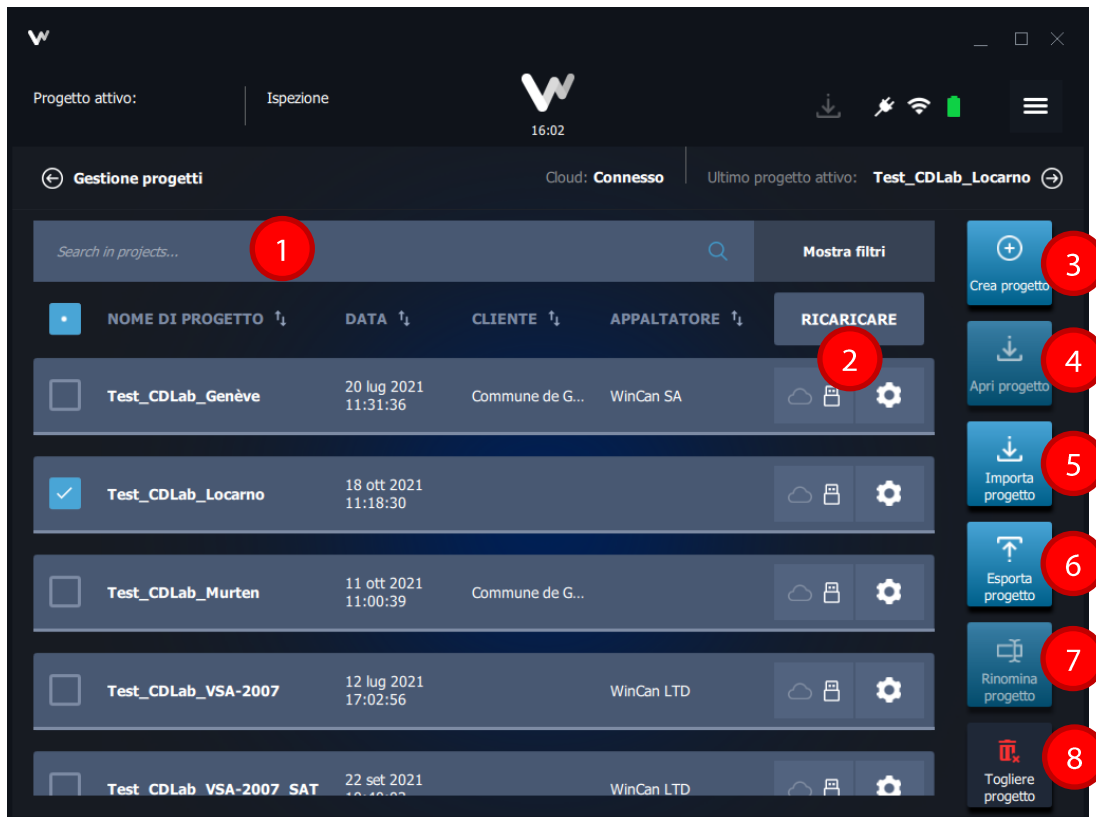 Progetto attivo:
Ispezione
16:02
Gestione progetti
Cloud: Connesso
Ultimo progetto attivo: Test_CDLab_Locarno
Search in projects...
1
Mostra filtri
NOME DI PROGETTO
DATA
CLIENTE
APPALTATORE
RICARICARE
2
Test_CDLab_Genève
20 lug 2021
11:31:36
Commune de G...
WinCan SA
Test_CDLab_Locarno
18 ott 2021
11:18:30
Test_CDLab_Murten
11 ott 2021
11:00:39
Commune de G...
Test_CDLab_VSA-2007
12 lug 2021
17:02:56
WinCan LTD
Test_CDLab_VSA-2007_SAT
22 set 2021
WinCan LTD
Crea progetto
3
Apri progetto
4
Importa
progetto
5
Esporta
progetto
6
Rinomina
progetto
7
Togliere
progetto
8